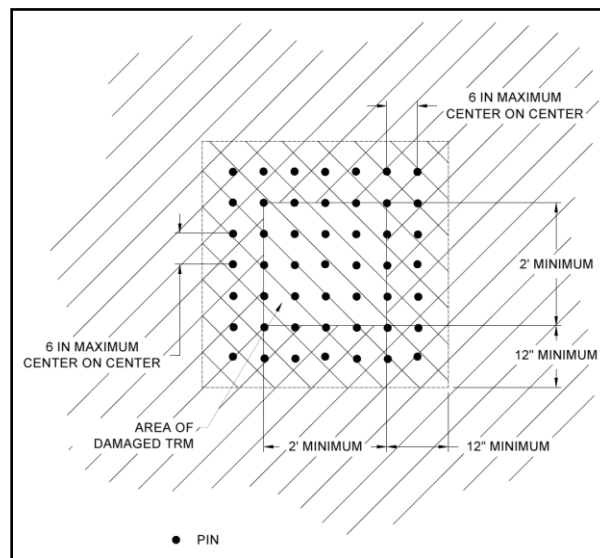 6 IN MAXIMUM
CENTER ON CENTER
2' MINIMUM
6 IN MAXIMUM
CENTER ON CENTER
12" MINIMUM
AREA OF
DAMAGED TRM
2' MINIMUM
12" MINIMUM
PIN